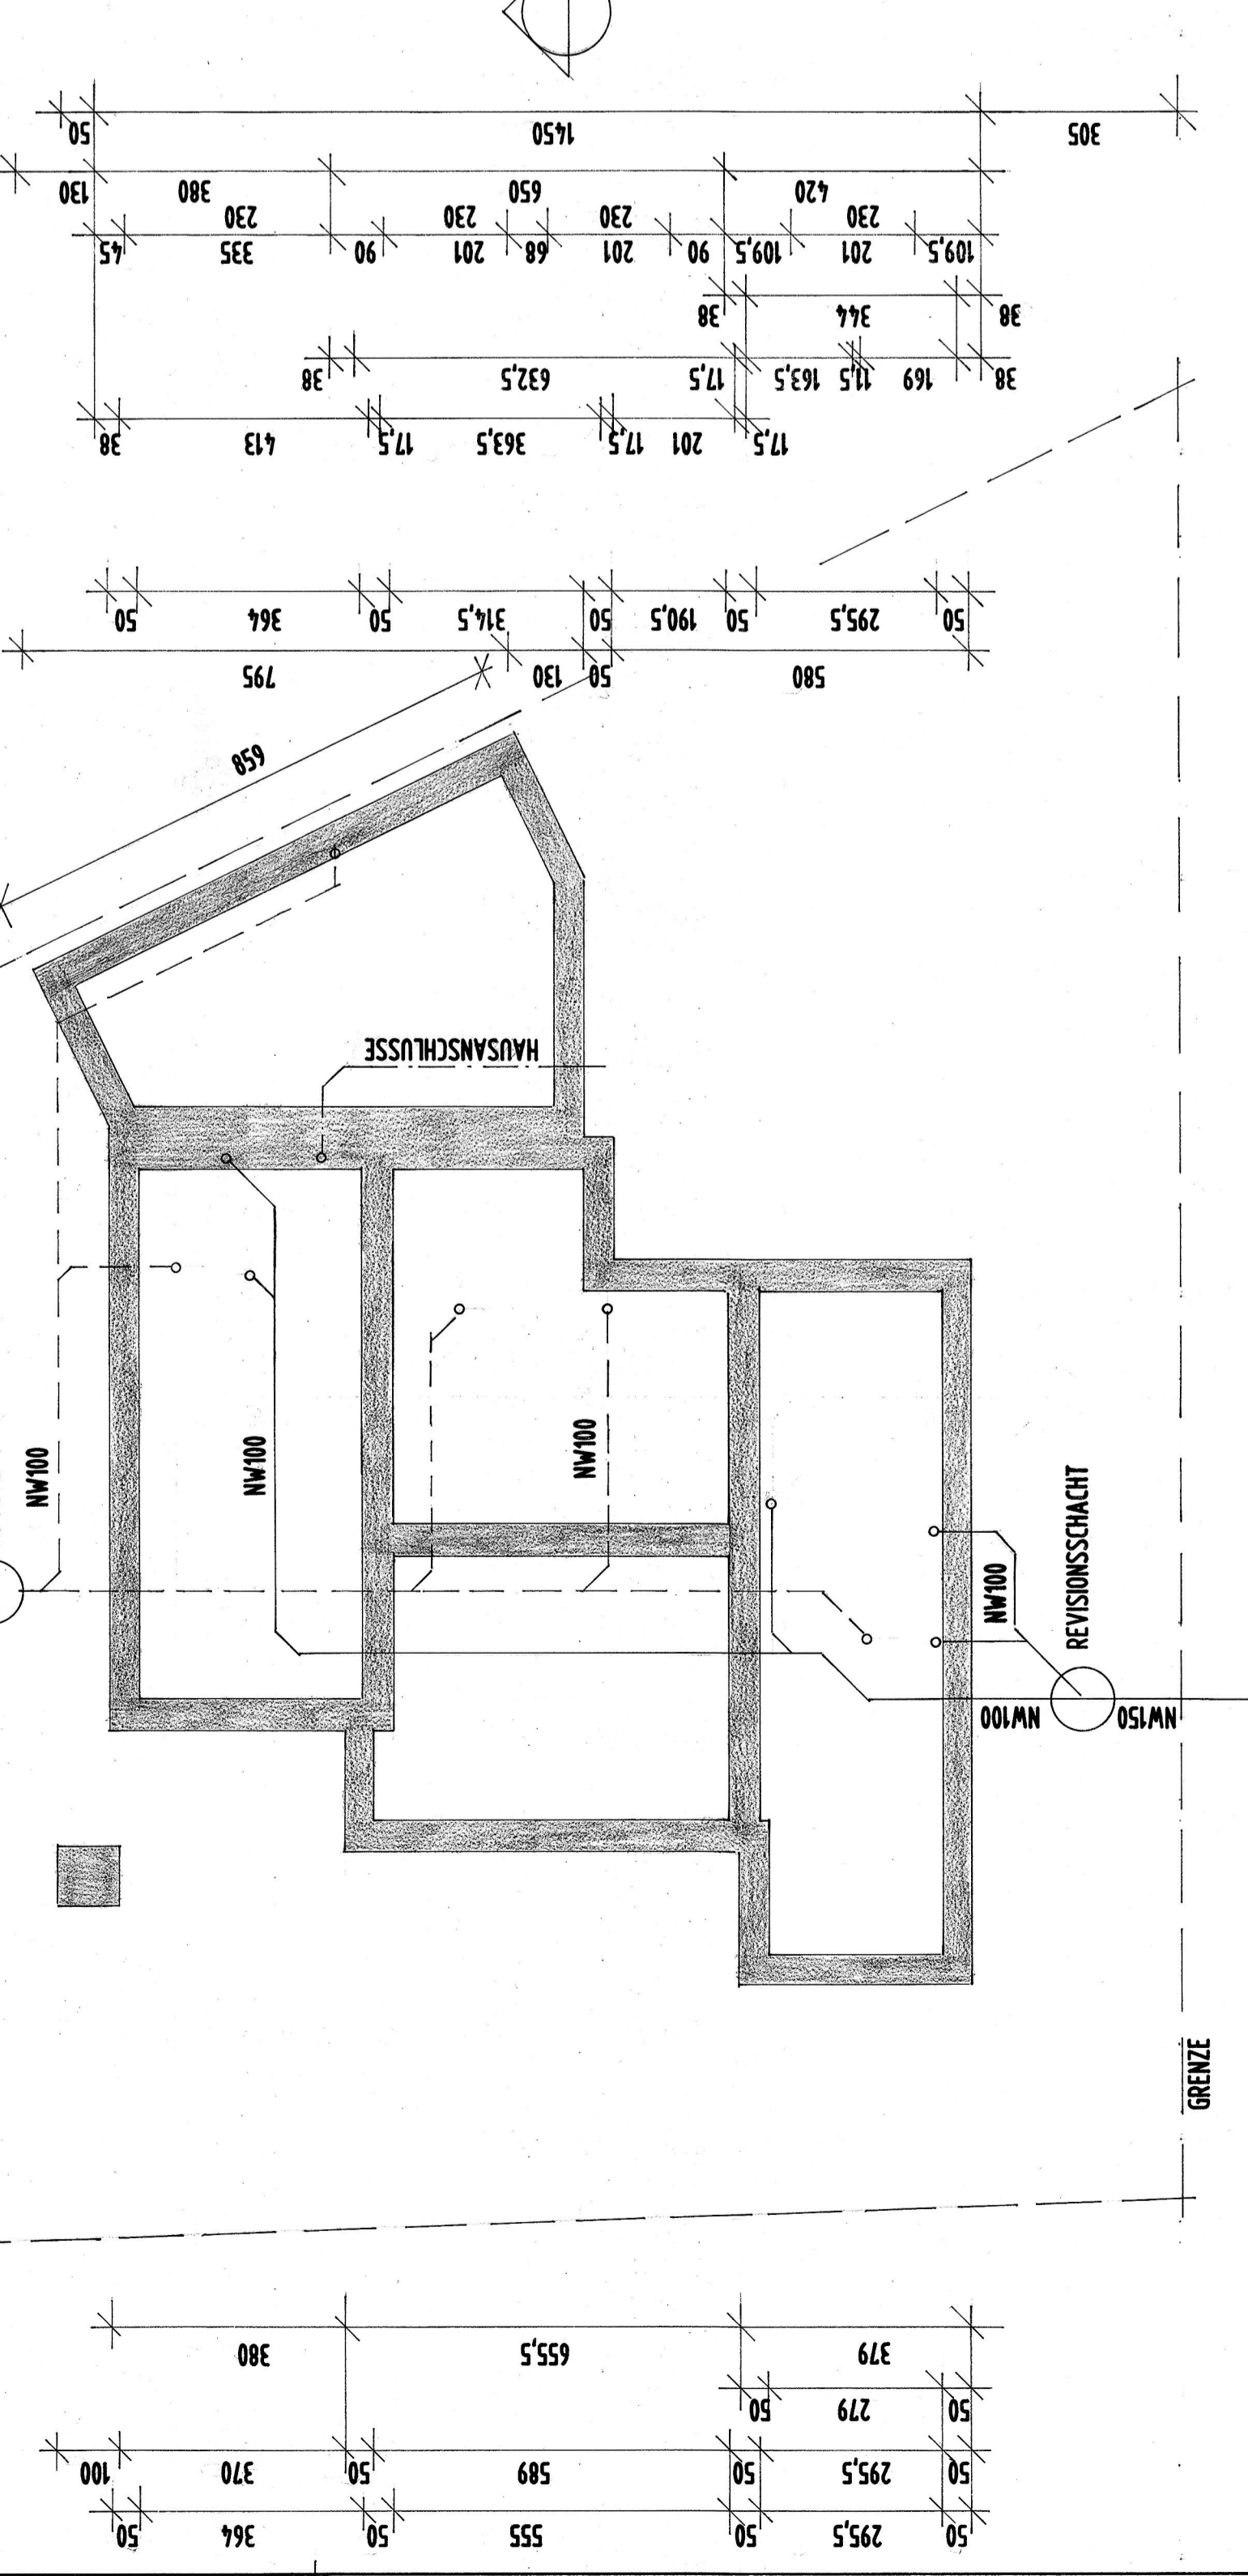 50 295,5 50 555 50 364 50
50 295,5 50 589 50 370 100
50 279 50
379 655,5 380
GRENZE
NW150 NW100
REVISIONSSCHACHT
NW100
NW100
NW100
NW100
HAUSANSCHLUSSE
658
580 50 130 795
50 295,5 50 190,5 50 314,5 50 364 50
17,5 201 17,5 363,5 17,5 413 38
38 169 11,5 163,5 17,5 632,5 38
38 344 38
109,5 201 109,5 90 201 68 201 90 335 45
230 230 230 230
420 650 380 130
305 1450 50